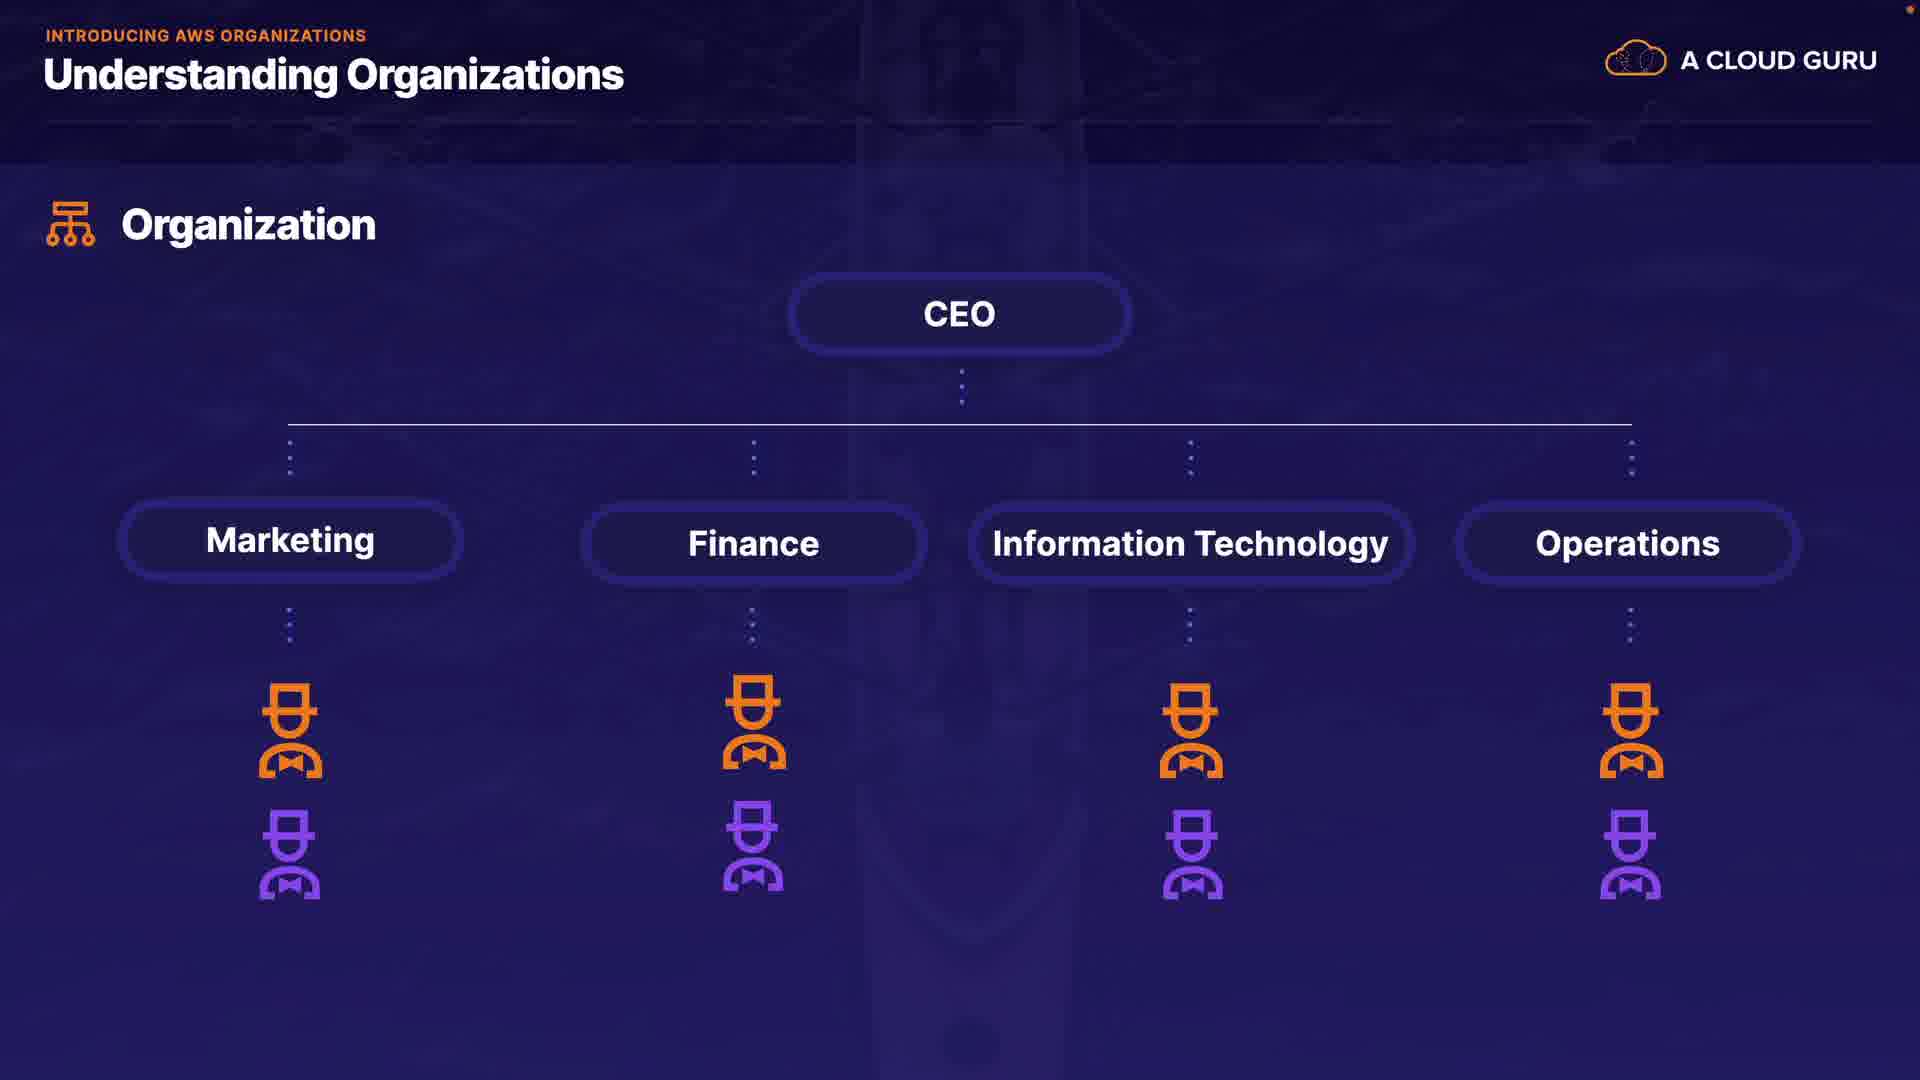 INTRODUCING AWS ORGANIZATIONS
Understanding Organizations
A CLOUD GURU
Organization
CEO
Marketing
Finance
Information Technology
Operations